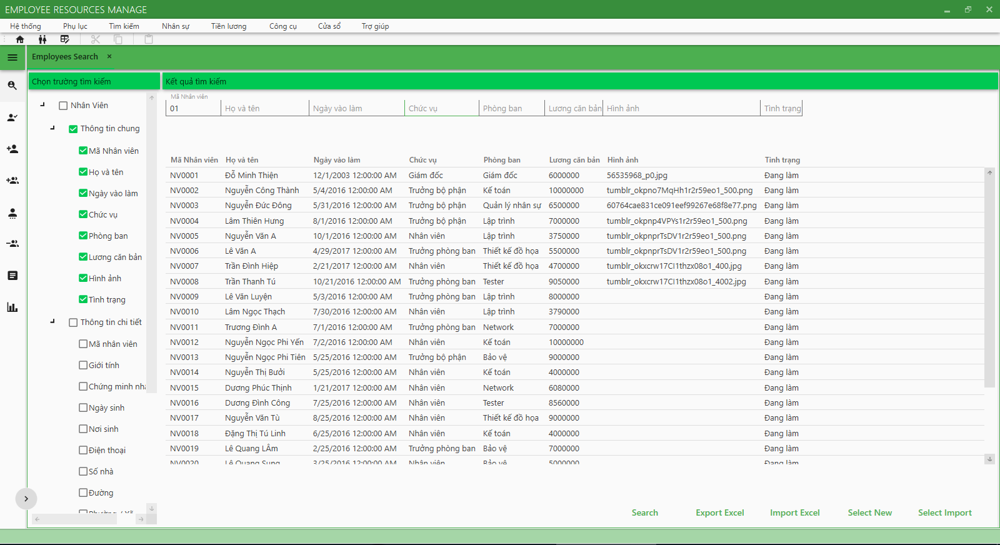 EMPLOYEE RESOURCES MANAGE
Hệ thống Phụ lục Tìm kiếm Nhân sự Tiền lương Công cụ Cửa sổ Trợ giúp
Employees Search ×
Chọn trường tìm kiếm
Nhân Viên
Thông tin chung
Mã Nhân viên
Họ và tên
Ngày vào làm
Chức vụ
Phòng ban
Lương căn bản
Hình ảnh
Tình trạng
Thông tin chi tiết
Mã nhân viên
Giới tính
Chứng minh nhâ
Ngày sinh
Nơi sinh
Điện thoại
Số nhà
Đường
Phường / Xã
Kết quả tìm kiếm
Mã Nhân viên
01 Họ và tên Ngày vào làm Chức vụ Phòng ban Lương căn bản Hình ảnh Tình trạng
Mã Nhân viên Họ và tên Ngày vào làm Chức vụ Phòng ban Lương căn bản Hình ảnh Tình trạng
NV0001 Đỗ Minh Thiện 12/1/2003 12:00:00 AM Giám đốc Giám đốc 6000000 56535968_p0.jpg Đang làm
NV0002 Nguyễn Công Thành 5/4/2016 12:00:00 AM Trưởng bộ phận Kế toán 10000000 tumblr_okpno7MqHh1r2r59eo1_500.png Đang làm
NV0003 Nguyễn Đức Đông 5/31/2016 12:00:00 AM Trưởng bộ phận Quản lý nhân sự 6500000 60764cae831ce091eef99267e68f8e77.png Đang làm
NV0004 Lâm Thiên Hưng 8/1/2016 12:00:00 AM Trưởng bộ phận Lập trình 7000000 tumblr_okpnp4VPYs1r2r59eo1_500.png Đang làm
NV0005 Nguyễn Văn A 10/1/2016 12:00:00 AM Nhân viên Lập trình 3750000 tumblr_okpnprTsDV1r2r59eo1_500.png Đang làm
NV0006 Lê Văn A 4/29/2017 12:00:00 AM Trưởng phòng ban Thiết kế đồ họa 5500000 tumblr_okpnprTsDV1r2r59eo1_500.png Đang làm
NV0007 Trần Đình Hiệp 2/21/2017 12:00:00 AM Nhân viên Thiết kế đồ họa 4700000 tumblr_okxcrw17CI1thzx08o1_400.jpg Đang làm
NV0008 Trần Thanh Tú 10/21/2016 12:00:00 AM Trưởng phòng ban Tester 9050000 tumblr_okxcrw17CI1thzx08o1_4002.jpg Đang làm
NV0009 Lê Văn Luyện 5/3/2016 12:00:00 AM Trưởng phòng ban Lập trình 8000000 Đang làm
NV0010 Lâm Ngọc Thạch 7/30/2016 12:00:00 AM Nhân viên Lập trình 3790000 Đang làm
NV0011 Trương Đình A 7/1/2016 12:00:00 AM Trưởng phòng ban Network 7000000 Đang làm
NV0012 Nguyễn Ngọc Phi Yến 7/2/2016 12:00:00 AM Nhân viên Kế toán 10000000 Đang làm
NV0013 Nguyễn Ngọc Phi Tiên 5/25/2016 12:00:00 AM Trưởng bộ phận Bảo vệ 9000000 Đang làm
NV0014 Nguyễn Thị Bưởi 5/25/2016 12:00:00 AM Nhân viên Kế toán 4000000 Đang làm
NV0015 Dương Phúc Thịnh 1/21/2017 12:00:00 AM Nhân viên Network 6080000 Đang làm
NV0016 Dương Đình Công 7/25/2016 12:00:00 AM Nhân viên Tester 8560000 Đang làm
NV0017 Nguyễn Văn Tù 8/25/2016 12:00:00 AM Nhân viên Thiết kế đồ họa 9000000 Đang làm
NV0018 Đặng Thị Tú Linh 6/25/2016 12:00:00 AM Nhân viên Kế toán 4000000 Đang làm
NV0019 Lê Quang LÂm 2/25/2016 12:00:00 AM Trưởng phòng ban Bảo vệ 7000000 Đang làm
NV0020 Lê Quang Sung 3/25/2016 12:00:00 AM Nhân viên Bảo vệ 5000000 Đang làm
Search Export Excel Import Excel Select New Select Import